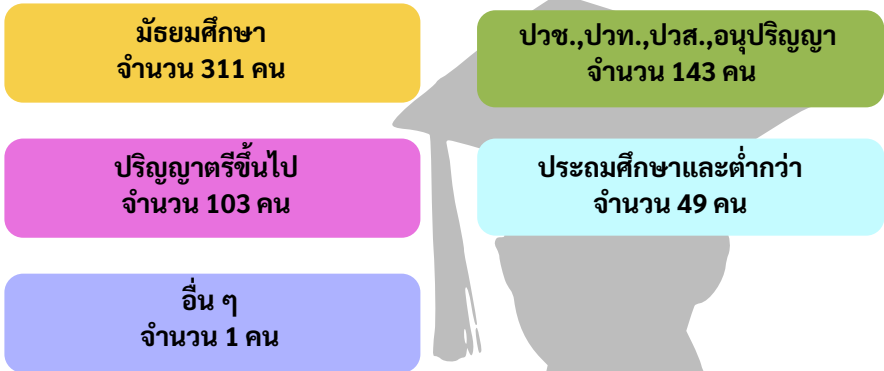 มัธยมศึกษา
จำนวน 311 คน
ปวช.,ปวท.,ปวส.,อนุปริญญา
จำนวน 143 คน
ปริญญาตรีขึ้นไป
จำนวน 103 คน
ประถมศึกษาและต่ำกว่า
จำนวน 49 คน
อื่น ๆ
จำนวน 1 คน